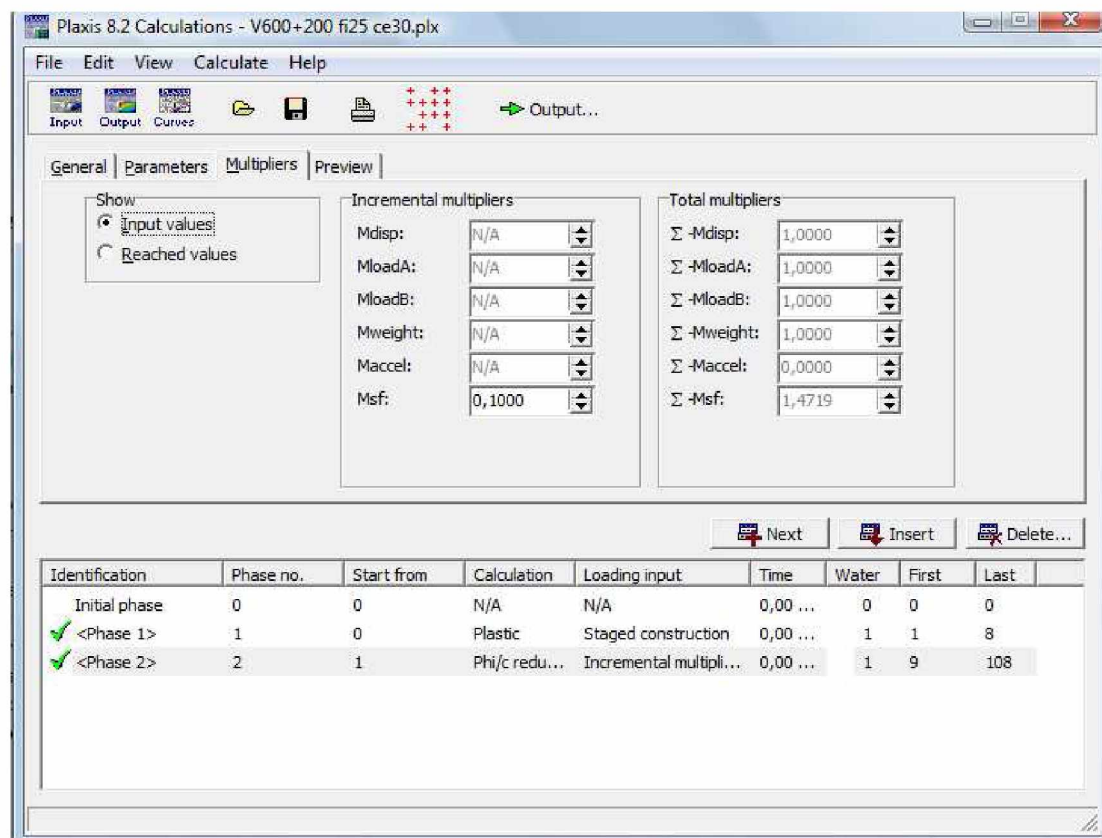 Plaxis 8.2 Calculations - V600+200 fi25 ce30.plx
File Edit View Calculate Help
Input Output Curves Output...
General Parameters Multipliers Preview
Show
Input values
Reached values
Incremental multipliers
Mdisp: N/A
MloadA: N/A
MloadB: N/A
Mweight: N/A
Maccel: N/A
Msf: 0,1000
Total multipliers
Σ -Mdisp: 1,0000
Σ -MloadA: 1,0000
Σ -MloadB: 1,0000
Σ -Mweight: 1,0000
Σ -Maccel: 0,0000
Σ -Msf: 1,4719
Next Insert Delete...
Identification Phase no. Start from Calculation Loading input Time Water First Last
Initial phase 0 0 N/A N/A 0,00 ... 0 0 0
<Phase 1> 1 0 Plastic Staged construction 0,00 ... 1 1 8
<Phase 2> 2 1 Phi/c redu... Incremental multipli... 0,00 ... 1 9 108